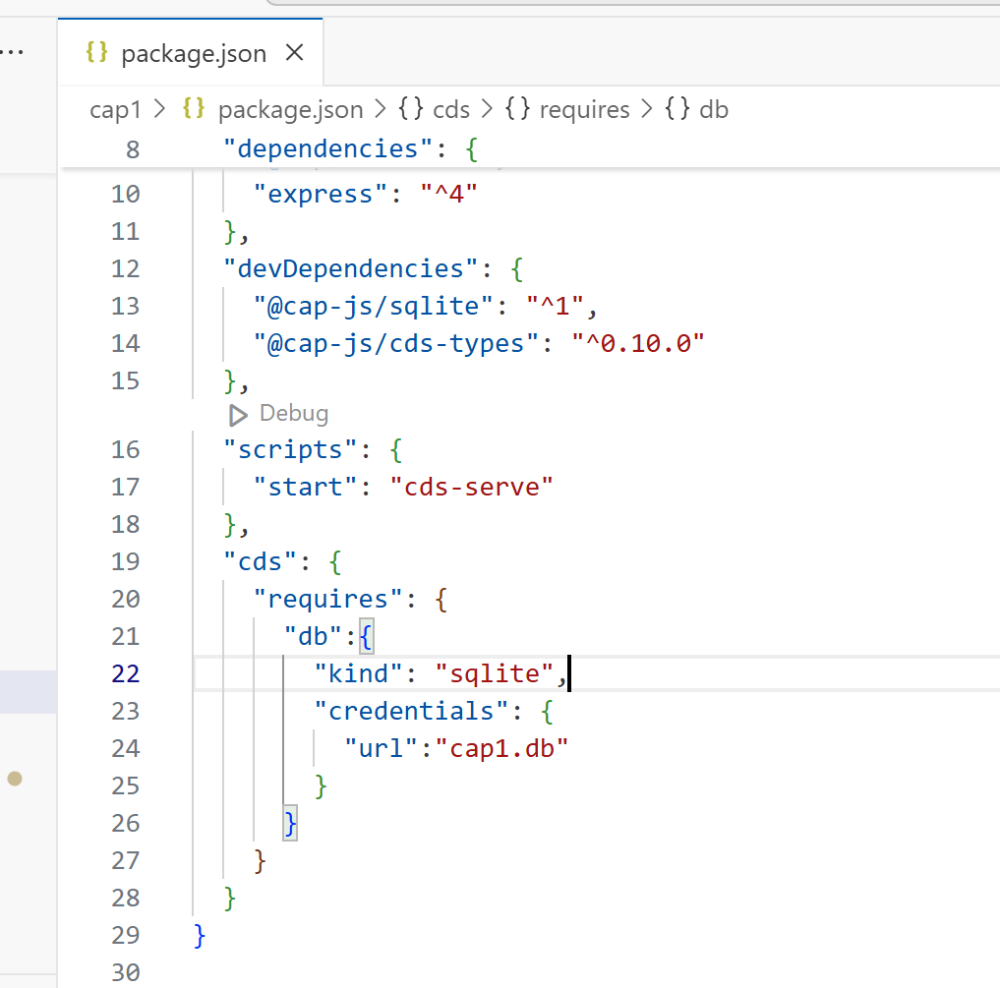 ... {} package.json ×
cap1 > {} package.json > {} cds > {} requires > {} db
8 "dependencies": {
10 "express": "^4"
11 },
12 "devDependencies": {
13 "@cap-js/sqlite": "^1",
14 "@cap-js/cds-types": "^0.10.0"
15 },
Debug
16 "scripts": {
17 "start": "cds-serve"
18 },
19 "cds": {
20 "requires": {
21 "db":{
22 "kind": "sqlite",
23 "credentials": {
24 "url":"cap1.db"
25 }
26 }
27 }
28 }
29 }
30